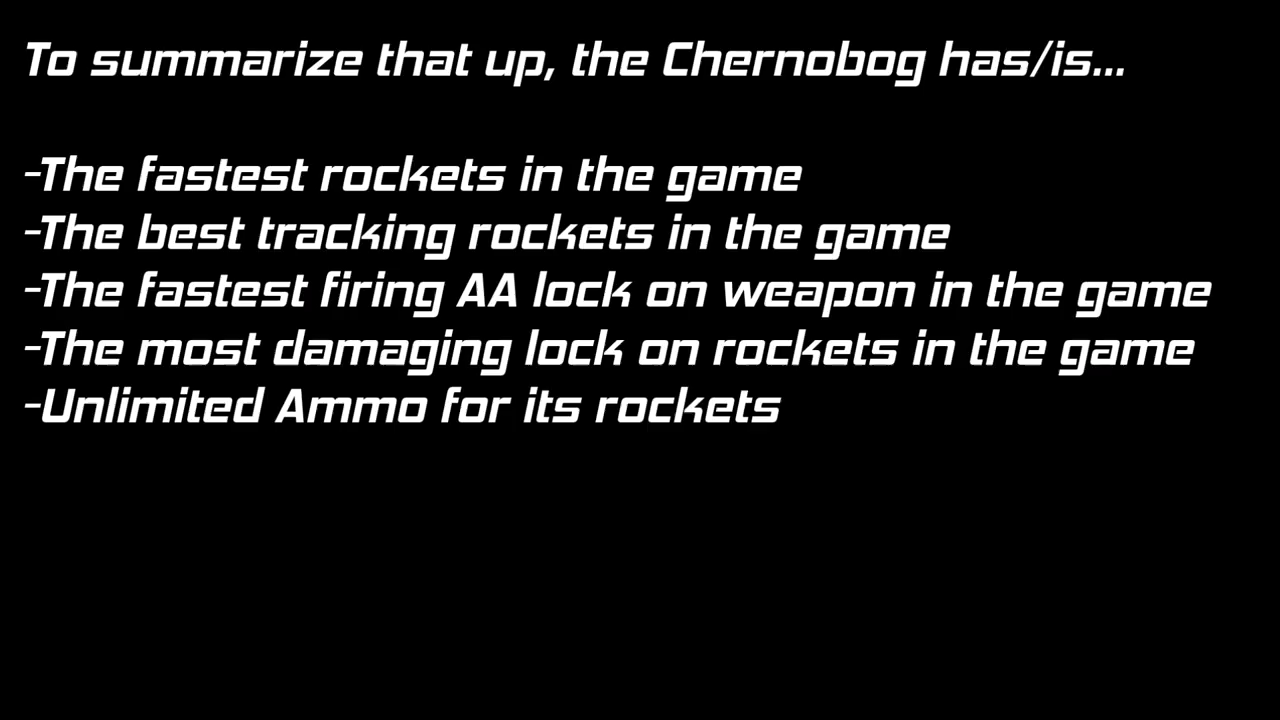 To summarize that up, the Chernobog has/is...
-The fastest rockets in the game
-The best tracking rockets in the game
-The fastest firing AA lock on weapon in the game
-The most damaging lock on rockets in the game
-Unlimited Ammo for its rockets